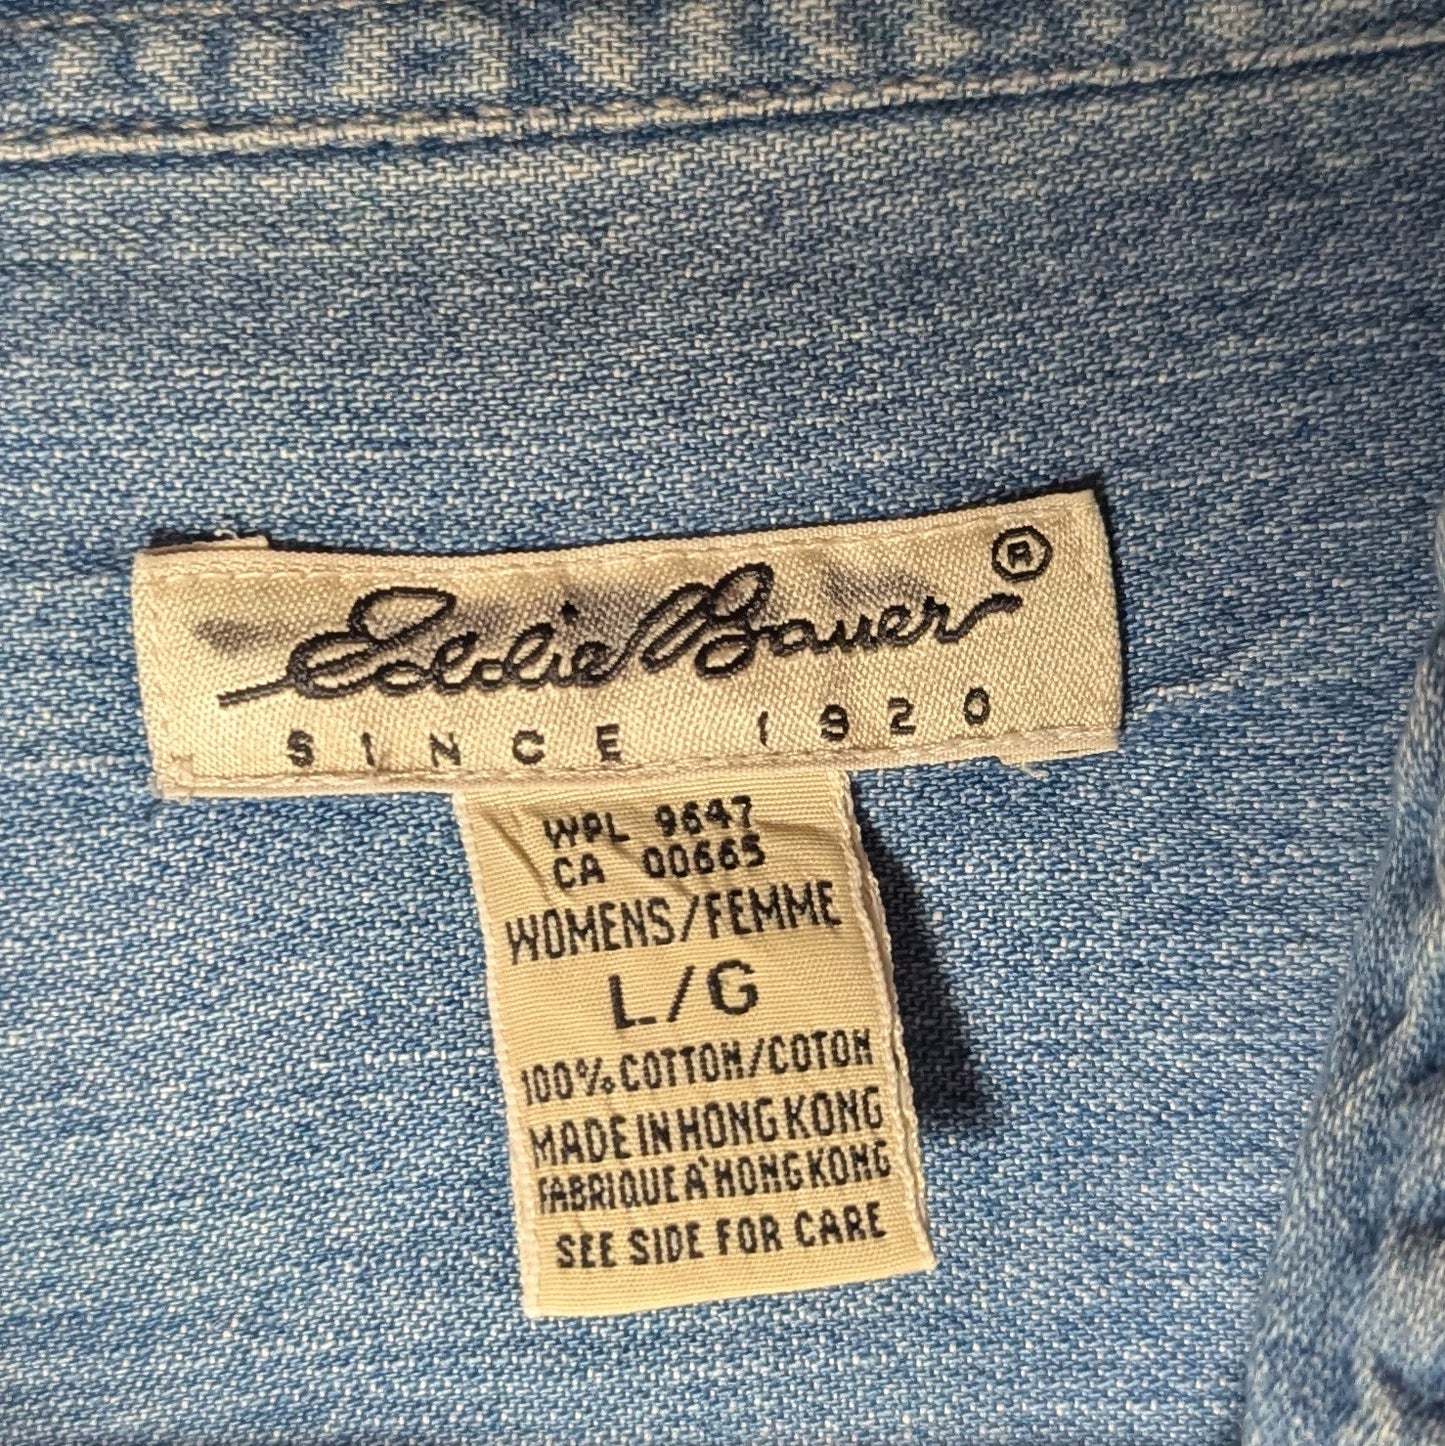 Eddie Bauer ®
SINCE 1920
WPL 9647
CA 00665
WOMENS/FEMME
L/G
100% COTTON/COTON
MADE IN HONG KONG
FABRIQUE À HONG KONG
SEE SIDE FOR CARE